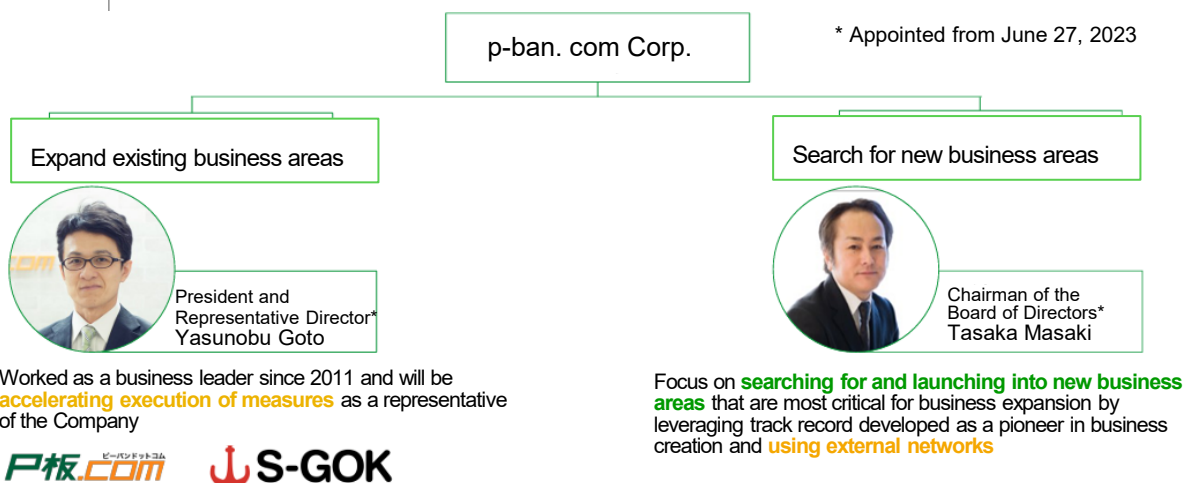 p-ban. com Corp.
* Appointed from June 27, 2023
Expand existing business areas
Search for new business areas
President and
Representative Director*
Yasunobu Goto
Chairman of the
Board of Directors*
Tasaka Masaki
Worked as a business leader since 2011 and will be
accelerating execution of measures as a representative
of the Company
Focus on searching for and launching into new business
areas that are most critical for business expansion by
leveraging track record developed as a pioneer in business
creation and using external networks
ピーバンドットコム
P板.com
S-GOK